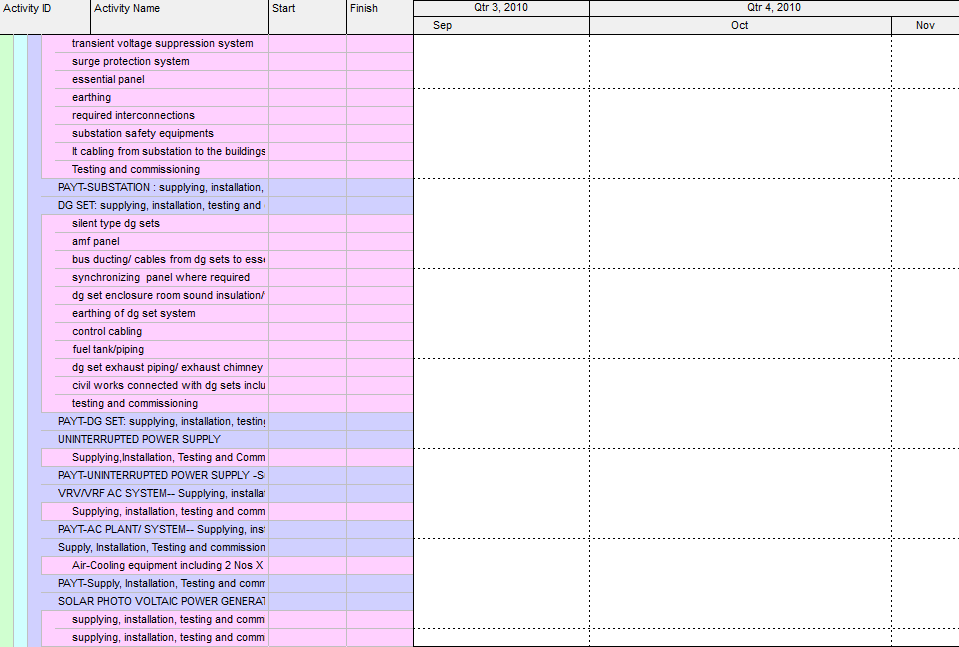 Activity ID Activity Name Start Finish Qtr 3, 2010 Qtr 4, 2010
Sep Oct Nov
transient voltage suppression system
surge protection system
essential panel
earthing
required interconnections
substation safety equipments
lt cabling from substation to the buildings
Testing and commissioning
PAYT-SUBSTATION : supplying, installation,
DG SET: supplying, installation, testing and
silent type dg sets
amf panel
bus ducting/ cables from dg sets to ess
synchronizing panel where required
dg set enclosure room sound insulation/
earthing of dg set system
control cabling
fuel tank/piping
dg set exhaust piping/ exhaust chimney
civil works connected with dg sets inclu
testing and commissioning
PAYT-DG SET: supplying, installation, testing
UNINTERRUPTED POWER SUPPLY
Supplying,Installation, Testing and Comm
PAYT-UNINTERRUPTED POWER SUPPLY -S
VRV/VRF AC SYSTEM-- Supplying, installa
Supplying, installation, testing and comm
PAYT-AC PLANT/ SYSTEM-- Supplying, ins
Supply, Installation, Testing and commission
Air-Cooling equipment including 2 Nos X
PAYT-Supply, Installation, Testing and comm
SOLAR PHOTO VOLTAIC POWER GENERAT
supplying, installation, testing and comm
supplying, installation, testing and comm